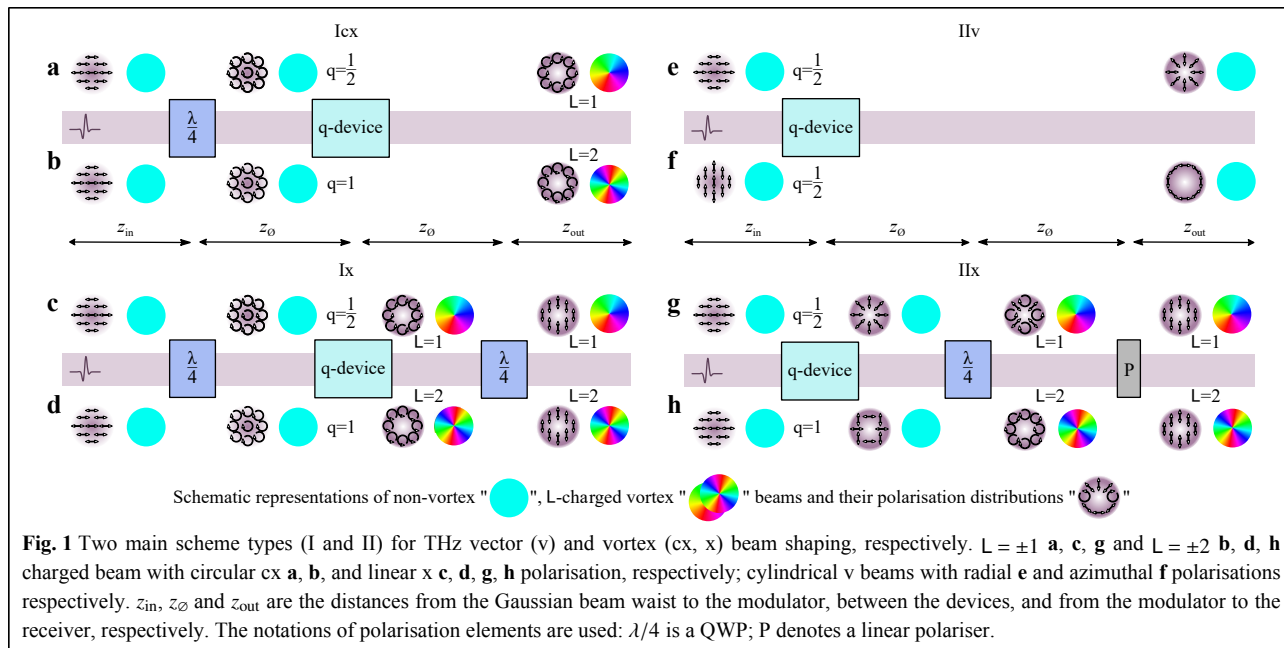 Icx
IIv
a
q=1/2
L=1
λ/4
q-device
b
q=1
L=2
e
q=1/2
q-device
f
q=1/2
z_in z_ø z_ø z_out
z_in z_ø z_ø z_out
Ix
IIx
c
q=1/2
L=1
L=1
λ/4
q-device
λ/4
d
q=1
L=2
L=2
g
q=1/2
L=1
L=1
q-device
λ/4
P
h
q=1
L=2
L=2
Schematic representations of non-vortex " ", L-charged vortex " " beams and their polarisation distributions " "
Fig. 1 Two main scheme types (I and II) for THz vector (v) and vortex (cx, x) beam shaping, respectively. L = ±1 a, c, g and L = ±2 b, d, h
charged beam with circular cx a, b, and linear x c, d, g, h polarisation, respectively; cylindrical v beams with radial e and azimuthal f polarisations
respectively. z_in, z_ø and z_out are the distances from the Gaussian beam waist to the modulator, between the devices, and from the modulator to the
receiver, respectively. The notations of polarisation elements are used: λ/4 is a QWP; P denotes a linear polariser.